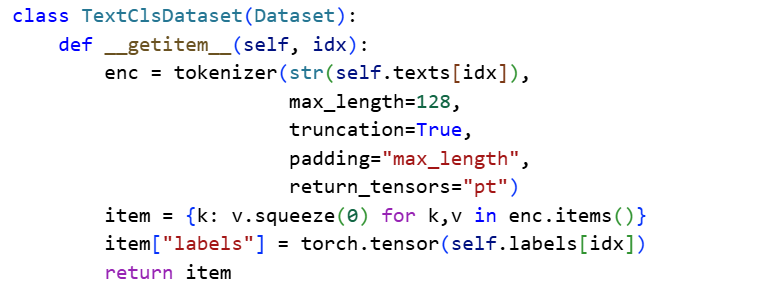 class TextClsDataset(Dataset):
    def __getitem__(self, idx):
        enc = tokenizer(str(self.texts[idx]),
                        max_length=128,
                        truncation=True,
                        padding="max_length",
                        return_tensors="pt")
        item = {k: v.squeeze(0) for k,v in enc.items()}
        item["labels"] = torch.tensor(self.labels[idx])
        return item